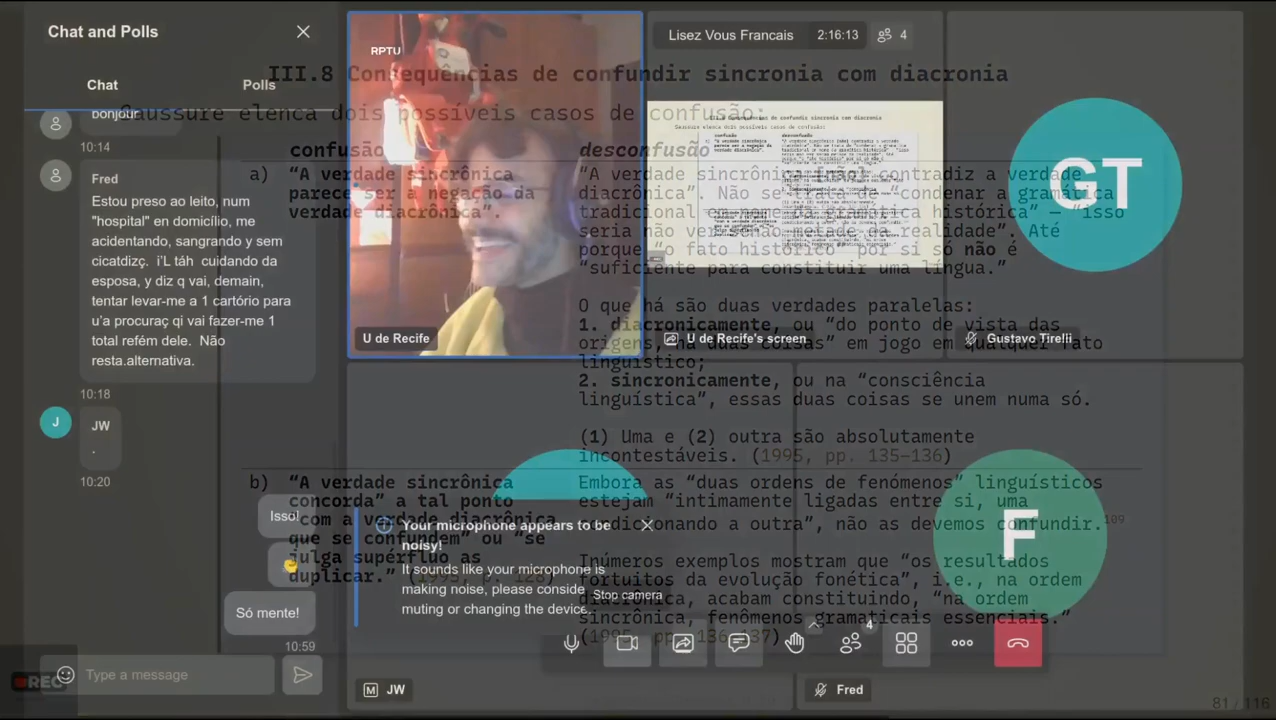 Chat and Polls
Chat
Polls
bonjour
10:14
Fred
Estou preso ao leito, num
"hospital" en domicílio, me
acidentando, sangrando y sem
cicatdizç. i'L táh cuidando da
esposa, y diz q vai, demain,
tentar levar-me a 1 cartório para
u'a procuraç qi vai fazer-me 1
total refém dele. Não
resta.alternativa.
10:18
J
JW
.
10:20
Isso!
Só mente!
10:59
Type a message
REC
RPTU
U de Recife
Lisez Vous Francais
2:16:13
4
U de Recife's screen
GT
Gustavo Tirelli
Your microphone appears to be
noisy!
It sounds like your microphone is
making noise, please conside
muting or changing the device.
Stop camera
4
M JW
F
Fred
III.8 Consequências de confundir sincronia com diacronia
Saussure elenca dois possíveis casos de confusão:
confusão
desconfusão
a) "A verdade sincrônica
parece ser a negação da
verdade diacrônica".
"A verdade sincrônica não contradiz a verdade
diacrônica". Não se trata de "condenar a gramática
tradicional em nome da gramática histórica" — "isso
seria não ver senão metade da realidade". Até
porque "o fato histórico" por si só não é
"suficiente para constituir uma língua."
O que há são duas verdades paralelas:
1. diacronicamente, ou "do ponto de vista das
origens, há duas coisas" em jogo em qualquer fato
linguístico;
2. sincronicamente, ou na "consciência
linguística", essas duas coisas se unem numa só.
(1) Uma e (2) outra são absolutamente
incontestáveis. (1995, pp. 135–136)
b) "A verdade sincrônica
concorda" a tal ponto
"com a verdade diacrônica
que se confundem" ou "se
julga supérfluo as
duplicar." (1995, p. 128)
Embora as "duas ordens de fenômenos" linguísticos
estejam "intimamente ligadas entre si, uma
condicionando a outra", não as devemos confundir.109
Inúmeros exemplos mostram que "os resultados
fortuitos da evolução fonética", i.e., na ordem
diacrônica, acabam constituindo, "na ordem
sincrônica, fenômenos gramaticais essenciais."
(1995, pp. 136–137)
81 / 116